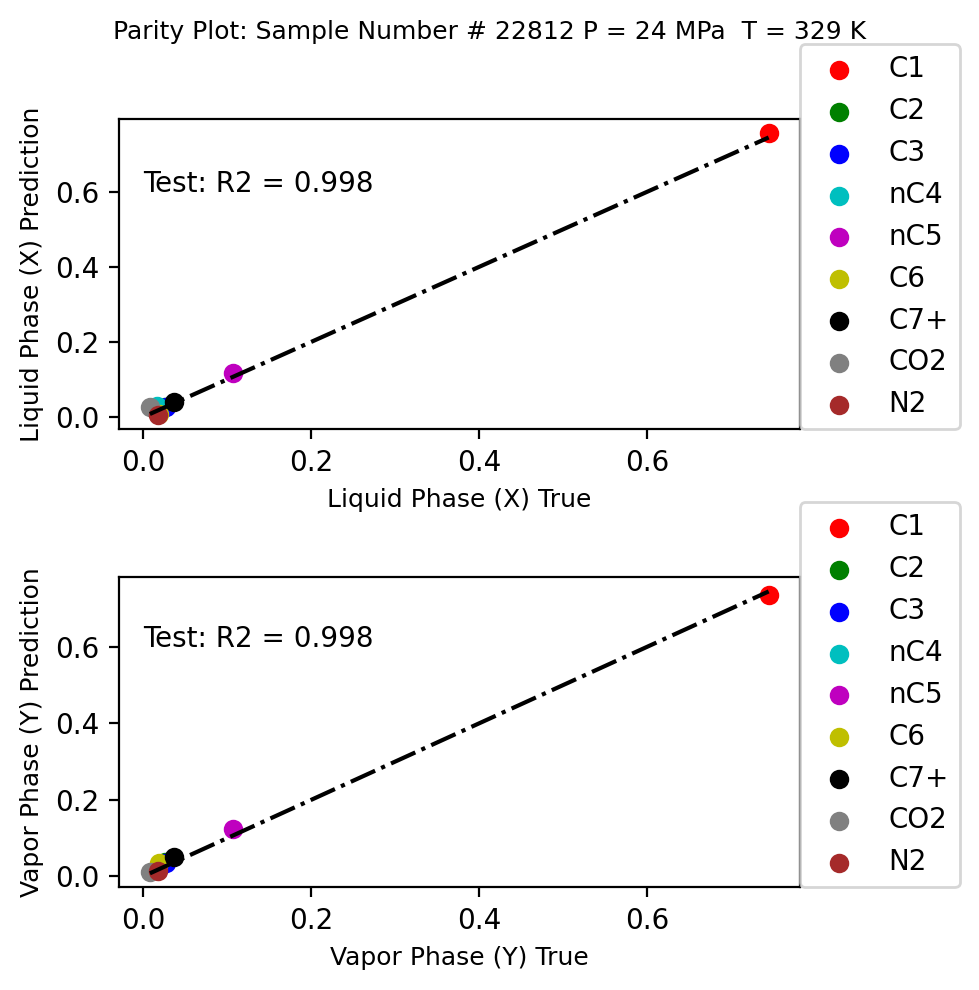 Parity Plot: Sample Number # 22812 P = 24 MPa  T = 329 K
Liquid Phase (X) Prediction
0.6
0.4
0.2
0.0
Test: R2 = 0.998
0.0 0.2 0.4 0.6
Liquid Phase (X) True
C1
C2
C3
nC4
nC5
C6
C7+
CO2
N2
Vapor Phase (Y) Prediction
0.6
0.4
0.2
0.0
Test: R2 = 0.998
0.0 0.2 0.4 0.6
Vapor Phase (Y) True
C1
C2
C3
nC4
nC5
C6
C7+
CO2
N2